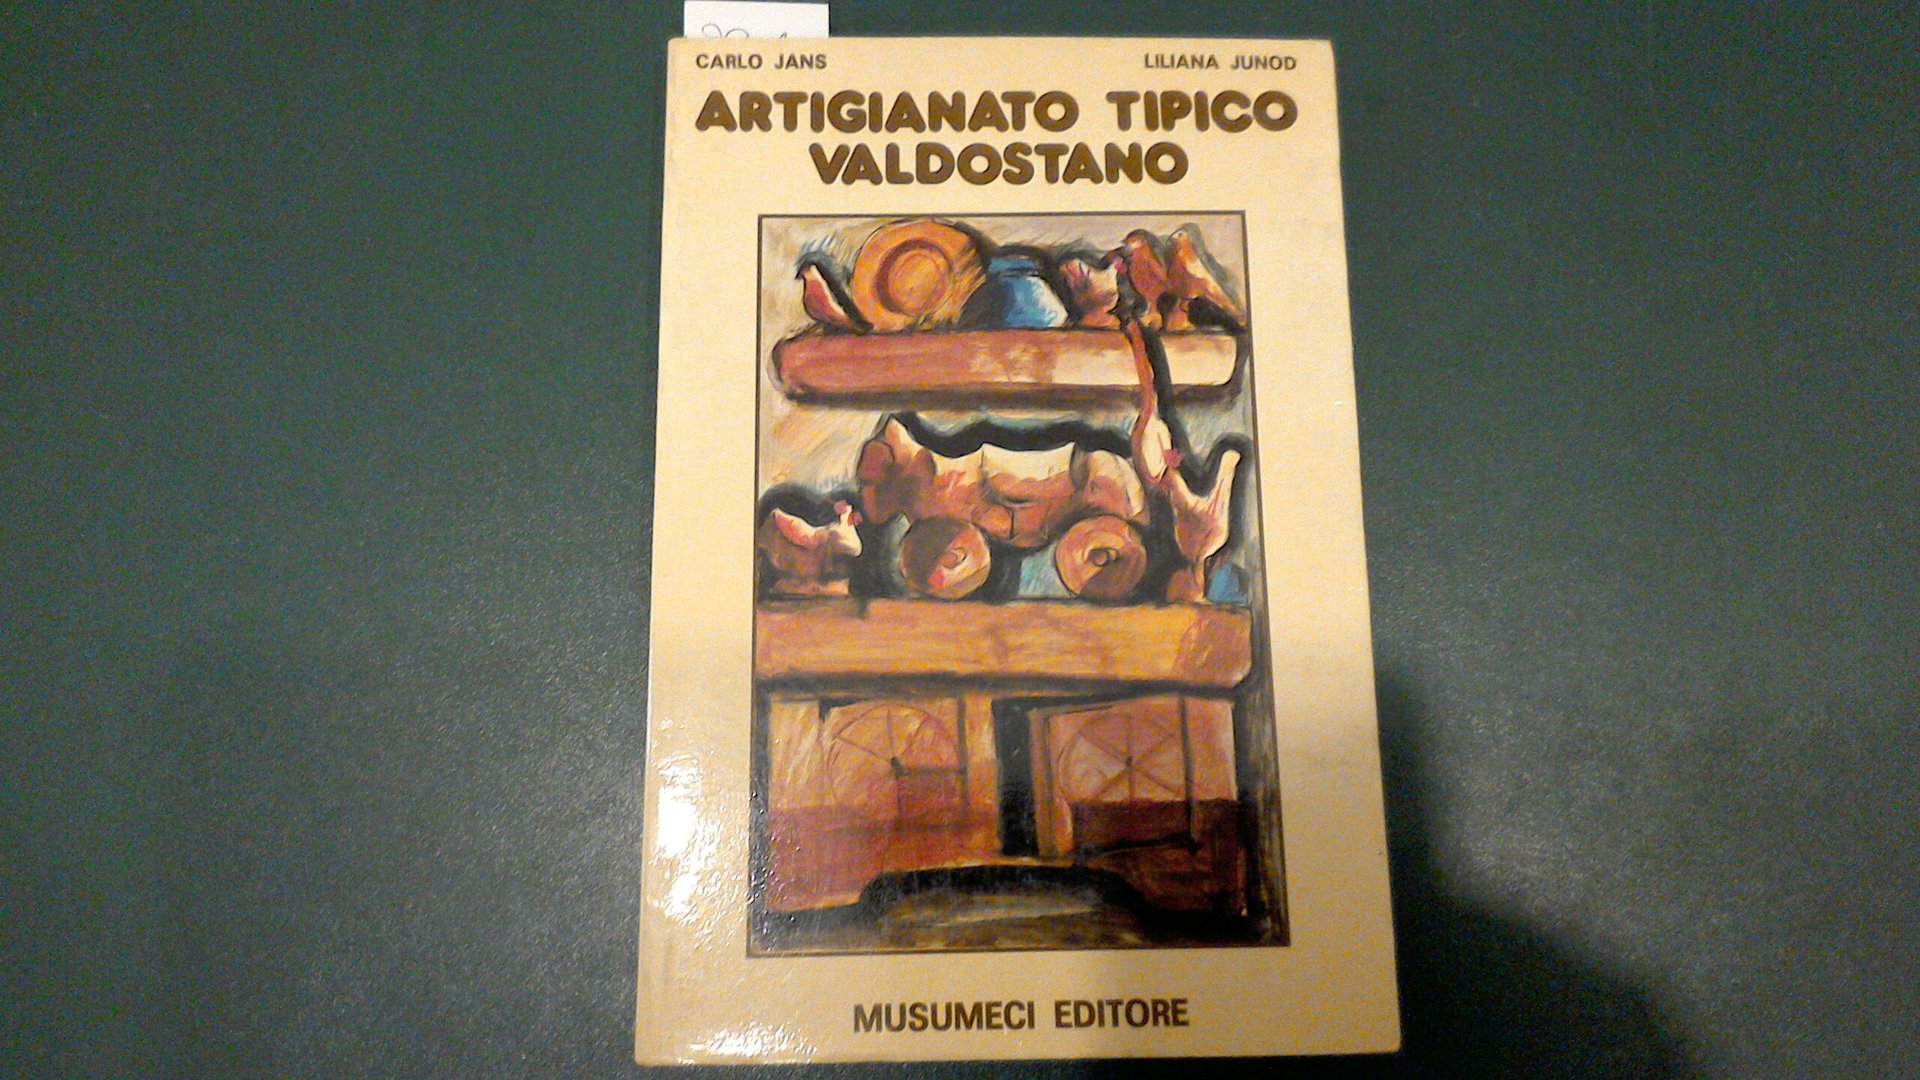 CARLO JANS LILIANA JUNOD
ARTIGIANATO TIPICO
VALDOSTANO
MUSUMECI EDITORE